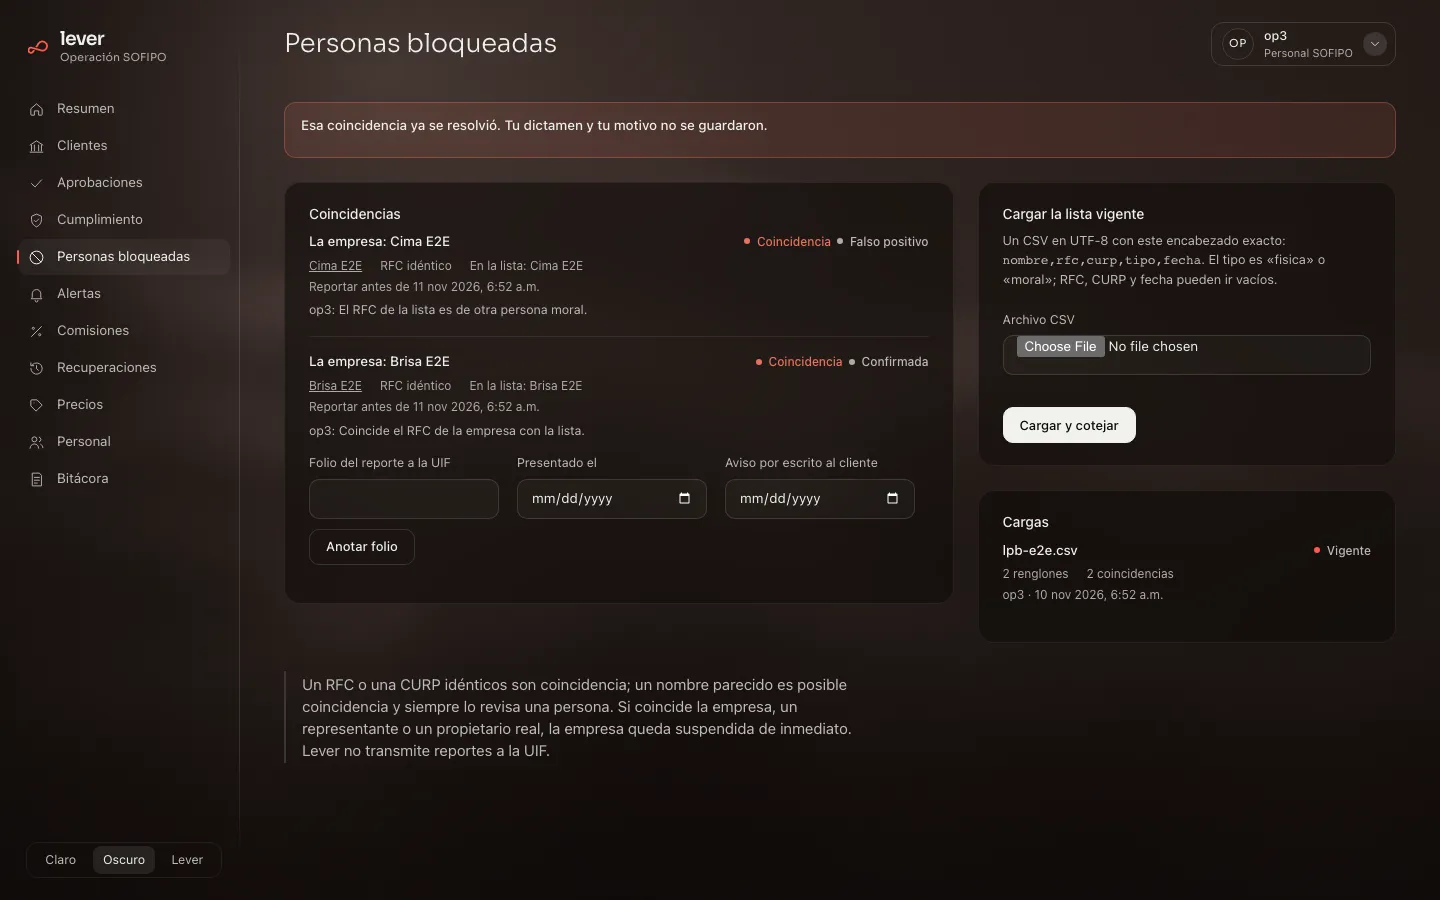 lever
Operación SOFIPO
Resumen
Clientes
Aprobaciones
Cumplimiento
Personas bloqueadas
Alertas
Comisiones
Recuperaciones
Precios
Personal
Bitácora
Claro Oscuro Lever
Personas bloqueadas
OP
op3
Personal SOFIPO
Esa coincidencia ya se resolvió. Tu dictamen y tu motivo no se guardaron.
Coincidencias
La empresa: Cima E2E Coincidencia Falso positivo
Cima E2E RFC idéntico En la lista: Cima E2E
Reportar antes de 11 nov 2026, 6:52 a.m.
op3: El RFC de la lista es de otra persona moral.
La empresa: Brisa E2E Coincidencia Confirmada
Brisa E2E RFC idéntico En la lista: Brisa E2E
Reportar antes de 11 nov 2026, 6:52 a.m.
op3: Coincide el RFC de la empresa con la lista.
Folio del reporte a la UIF Presentado el Aviso por escrito al cliente
mm/dd/yyyy mm/dd/yyyy
Anotar folio
Cargar la lista vigente
Un CSV en UTF-8 con este encabezado exacto:
nombre,rfc,curp,tipo,fecha. El tipo es «fisica» o
«moral»; RFC, CURP y fecha pueden ir vacíos.
Archivo CSV
Choose File No file chosen
Cargar y cotejar
Cargas
lpb-e2e.csv Vigente
2 renglones 2 coincidencias
op3 · 10 nov 2026, 6:52 a.m.
Un RFC o una CURP idénticos son coincidencia; un nombre parecido es posible
coincidencia y siempre lo revisa una persona. Si coincide la empresa, un
representante o un propietario real, la empresa queda suspendida de inmediato.
Lever no transmite reportes a la UIF.